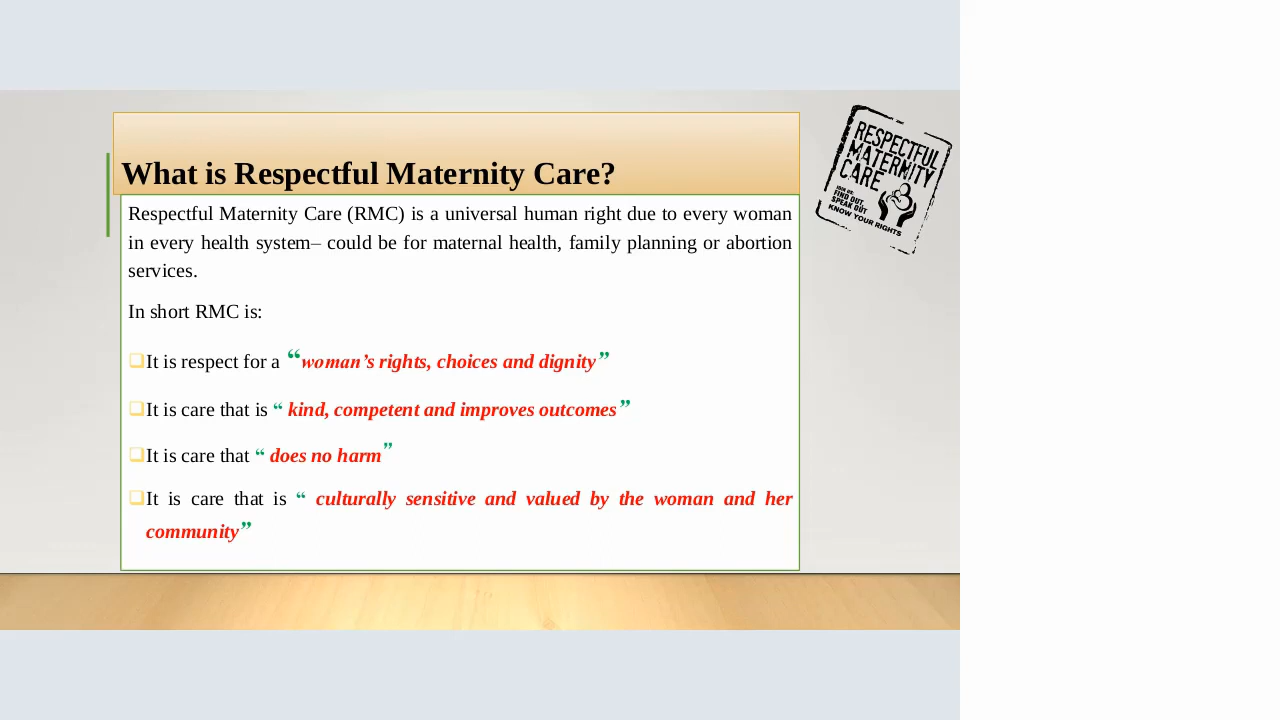 What is Respectful Maternity Care?
Respectful Maternity Care (RMC) is a universal human right due to every woman
in every health system– could be for maternal health, family planning or abortion
services.
In short RMC is:
It is respect for a “woman’s rights, choices and dignity”
It is care that is “ kind, competent and improves outcomes”
It is care that “ does no harm”
It is care that is “ culturally sensitive and valued by the woman and her
community”
RESPECTFUL
MATERNITY
CARE
JOIN US:
FIND OUT
SPEAK OUT
KNOW YOUR RIGHTS